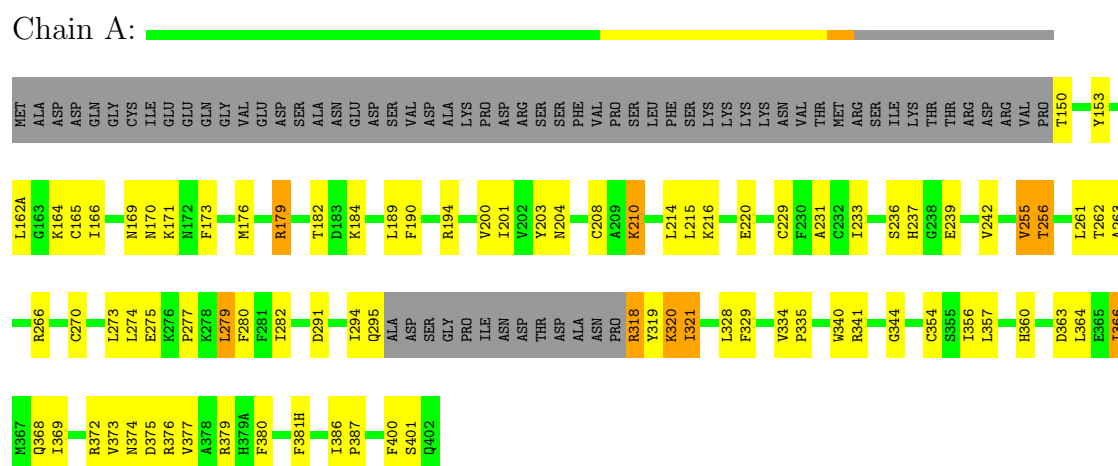 Chain A:
MET ALA ASP ASP GLN GLY CYS ILE GLU GLU GLN GLY VAL GLU ASP SER ALA ASN GLU ASP SER VAL ASP ALA LYS PRO ASP ARG SER SER PHE VAL PRO SER LEU PHE SER LYS LYS LYS LYS ASN VAL THR MET ARG SER ILE LYS THR THR ARG ASP ARG VAL PRO T150 Y153
L162A G163 K164 C165 I166 N169 N170 K171 N172 F173 M176 R179 T182 D183 K184 L189 F190 R194 V200 I201 V202 Y203 N204 C208 A209 K210 L214 L215 K216 E220 C229 F230 A231 C232 I233 S236 H237 G238 E239 V242 V255 T256 L261 T262 A263
R266 C270 L273 L274 E275 K276 P277 K278 L279 F280 F281 I282 D291 I294 Q295 ALA ASP SER GLY PRO ILE ASN ASP THR ASP ALA ASN PRO R318 Y319 K320 I321 L328 F329 V334 P335 W340 R341 G344 C354 S355 I356 L357 H360 D363 L364 E365 I366
M367 Q368 I369 R372 V373 N374 D375 R376 V377 A378 R379 H379A F380 F381H I386 P387 F400 S401 Q402